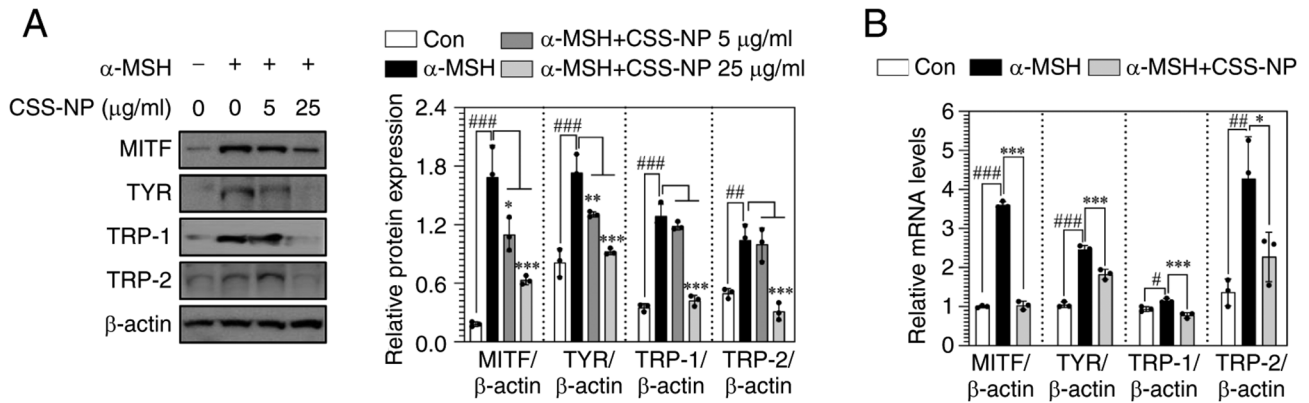 A
α-MSH − + + +
CSS-NP (μg/ml) 0 0 5 25
MITF
TYR
TRP-1
TRP-2
β-actin
Con α-MSH+CSS-NP 5 μg/ml
α-MSH α-MSH+CSS-NP 25 μg/ml
Relative protein expression
2.4
1.8
1.2
0.6
0.0
### ### ### ##
* **
*** *** *** ***
MITF/ TYR/ TRP-1/ TRP-2/
β-actin β-actin β-actin β-actin
B
Con α-MSH α-MSH+CSS-NP
Relative mRNA levels
6
5
4
3
2
1
0
### *** ### *** # *** ## *
MITF/ TYR/ TRP-1/ TRP-2/
β-actin β-actin β-actin β-actin